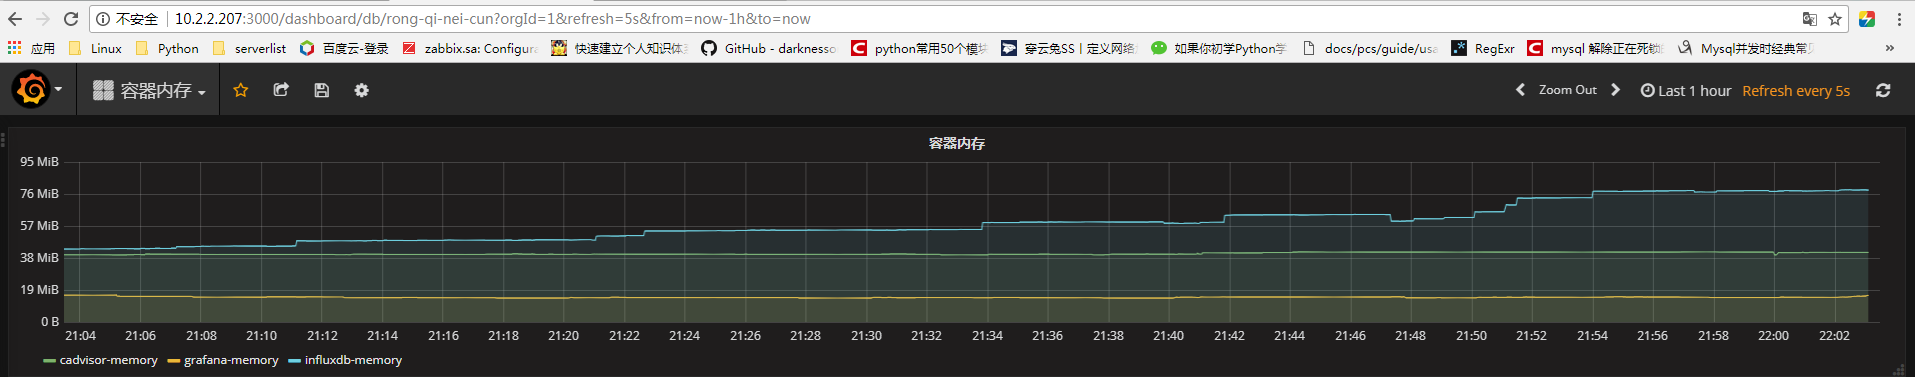 不安全 10.2.2.207:3000/dashboard/db/rong-qi-nei-cun?orgId=1&refresh=5s&from=now-1h&to=now
应用 Linux Python serverlist 百度云-登录 zabbix.sa: Configura 快速建立个人知识体 GitHub - darknesso python常用50个模 穿云兔SS丨定义网络 如果你初学Python docs/pcs/guide/usa RegExr mysql 解除正在死锁 Mysql并发时经典常 »
容器内存 Zoom Out Last 1 hour Refresh every 5s
容器内存
95 MiB
76 MiB
57 MiB
38 MiB
19 MiB
0 B
21:04 21:06 21:08 21:10 21:12 21:14 21:16 21:18 21:20 21:22 21:24 21:26 21:28 21:30 21:32 21:34 21:36 21:38 21:40 21:42 21:44 21:46 21:48 21:50 21:52 21:54 21:56 21:58 22:00 22:02
cadvisor-memory grafana-memory influxdb-memory